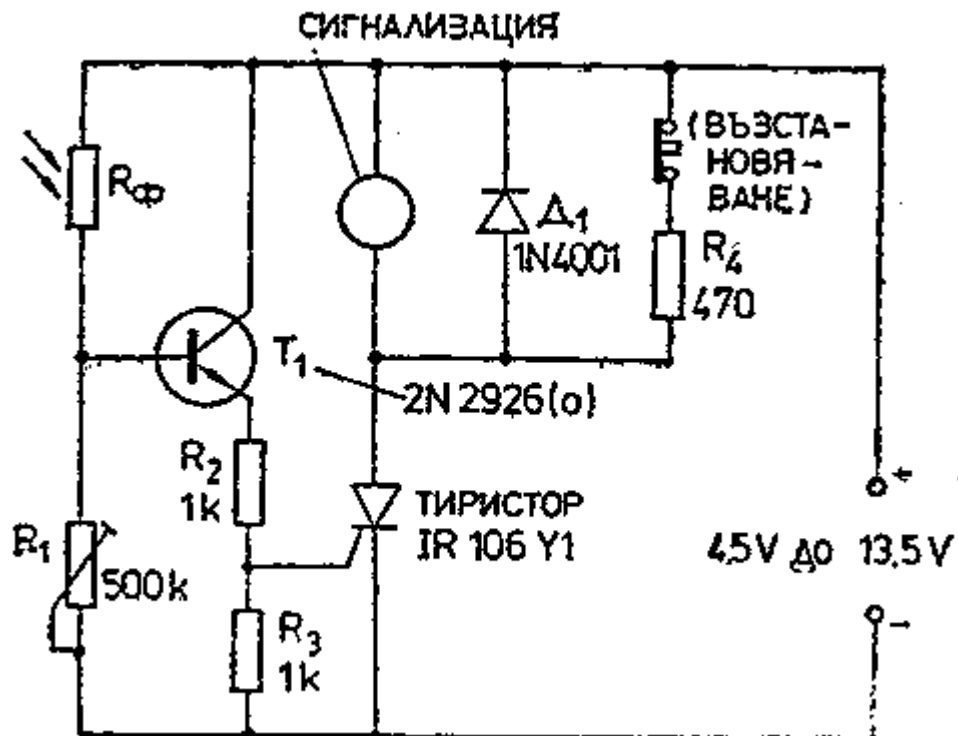 СИГНАЛИЗАЦИЯ
(ВЪЗСТА-
НОВЯ-
ВАНЕ)
Rф
Д1
1N4001
R4
470
T1
2N 2926(o)
R2
1k
ТИРИСТОР
IR 106 Y1
R1
500k
R3
1k
4,5V до 13,5V